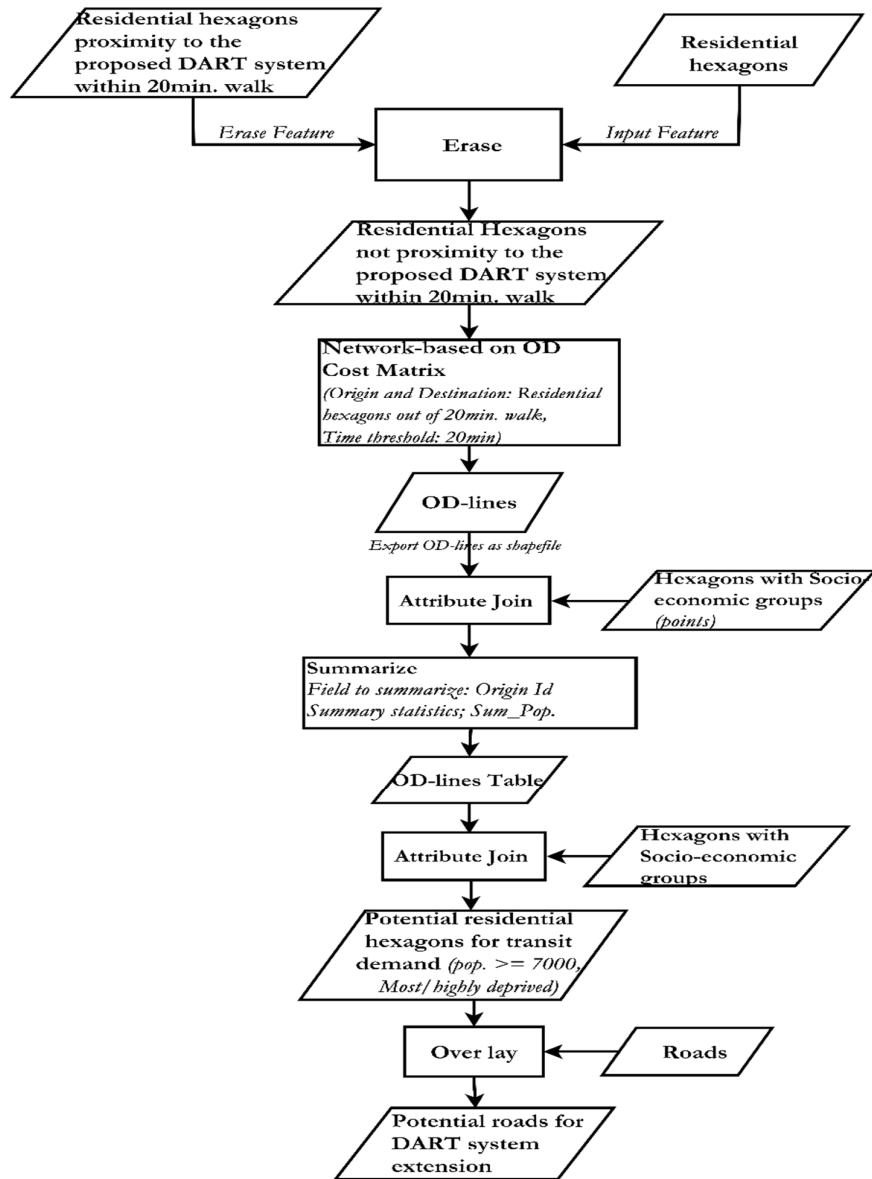 Residential hexagons
proximity to the
proposed DART system
within 20min. walk
Residential
hexagons
Erase Feature
Input Feature
Erase
Residential Hexagons
not proximity to the
proposed DART system
within 20min. walk
Network-based on OD
Cost Matrix
(Origin and Destination: Residential
hexagons out of 20min. walk,
Time threshold: 20min)
OD-lines
Export OD-lines as shapefile
Attribute Join
Hexagons with Socio-
economic groups
(points)
Summarize
Field to summarize: Origin Id
Summary statistics; Sum_Pop.
OD-lines Table
Attribute Join
Hexagons with
Socio-economic
groups
Potential residential
hexagons for transit
demand (pop. >= 7000,
Most/highly deprived)
Over lay
Roads
Potential roads for
DART system
extension